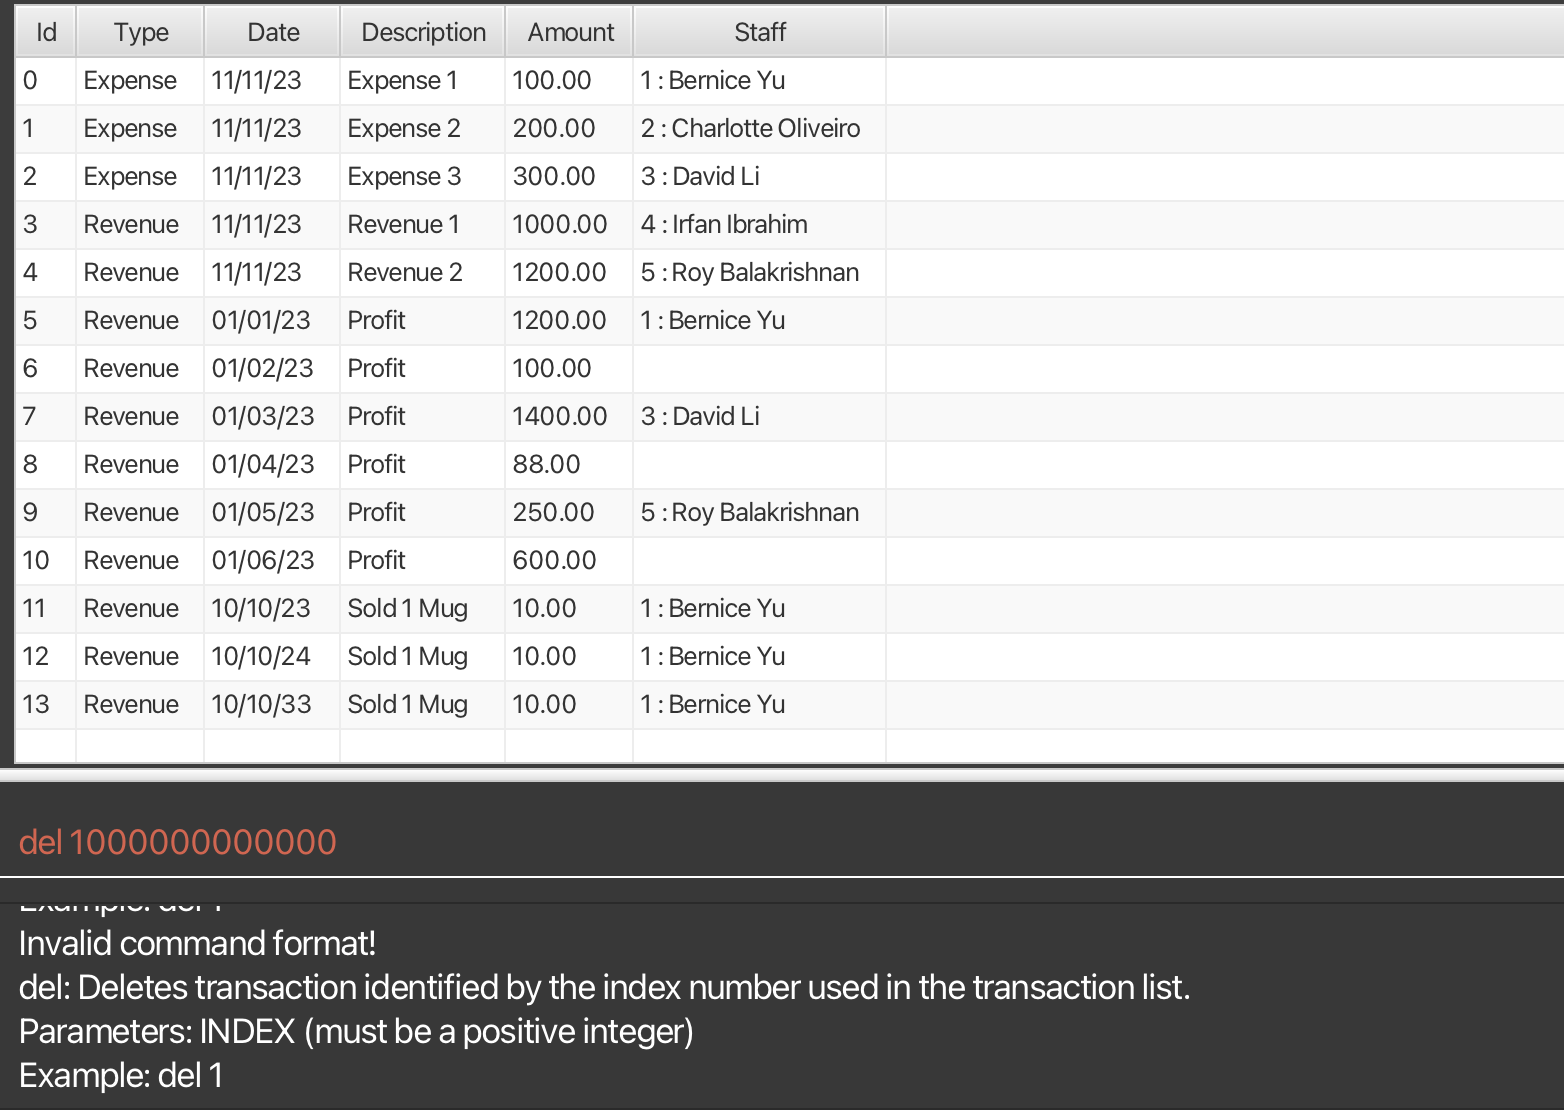 Id Type Date Description Amount Staff
0 Expense 11/11/23 Expense 1 100.00 1 : Bernice Yu
1 Expense 11/11/23 Expense 2 200.00 2 : Charlotte Oliveiro
2 Expense 11/11/23 Expense 3 300.00 3 : David Li
3 Revenue 11/11/23 Revenue 1 1000.00 4 : Irfan Ibrahim
4 Revenue 11/11/23 Revenue 2 1200.00 5 : Roy Balakrishnan
5 Revenue 01/01/23 Profit 1200.00 1 : Bernice Yu
6 Revenue 01/02/23 Profit 100.00
7 Revenue 01/03/23 Profit 1400.00 3 : David Li
8 Revenue 01/04/23 Profit 88.00
9 Revenue 01/05/23 Profit 250.00 5 : Roy Balakrishnan
10 Revenue 01/06/23 Profit 600.00
11 Revenue 10/10/23 Sold 1 Mug 10.00 1 : Bernice Yu
12 Revenue 10/10/24 Sold 1 Mug 10.00 1 : Bernice Yu
13 Revenue 10/10/33 Sold 1 Mug 10.00 1 : Bernice Yu
del 1000000000000
Example: del 1
Invalid command format!
del: Deletes transaction identified by the index number used in the transaction list.
Parameters: INDEX (must be a positive integer)
Example: del 1